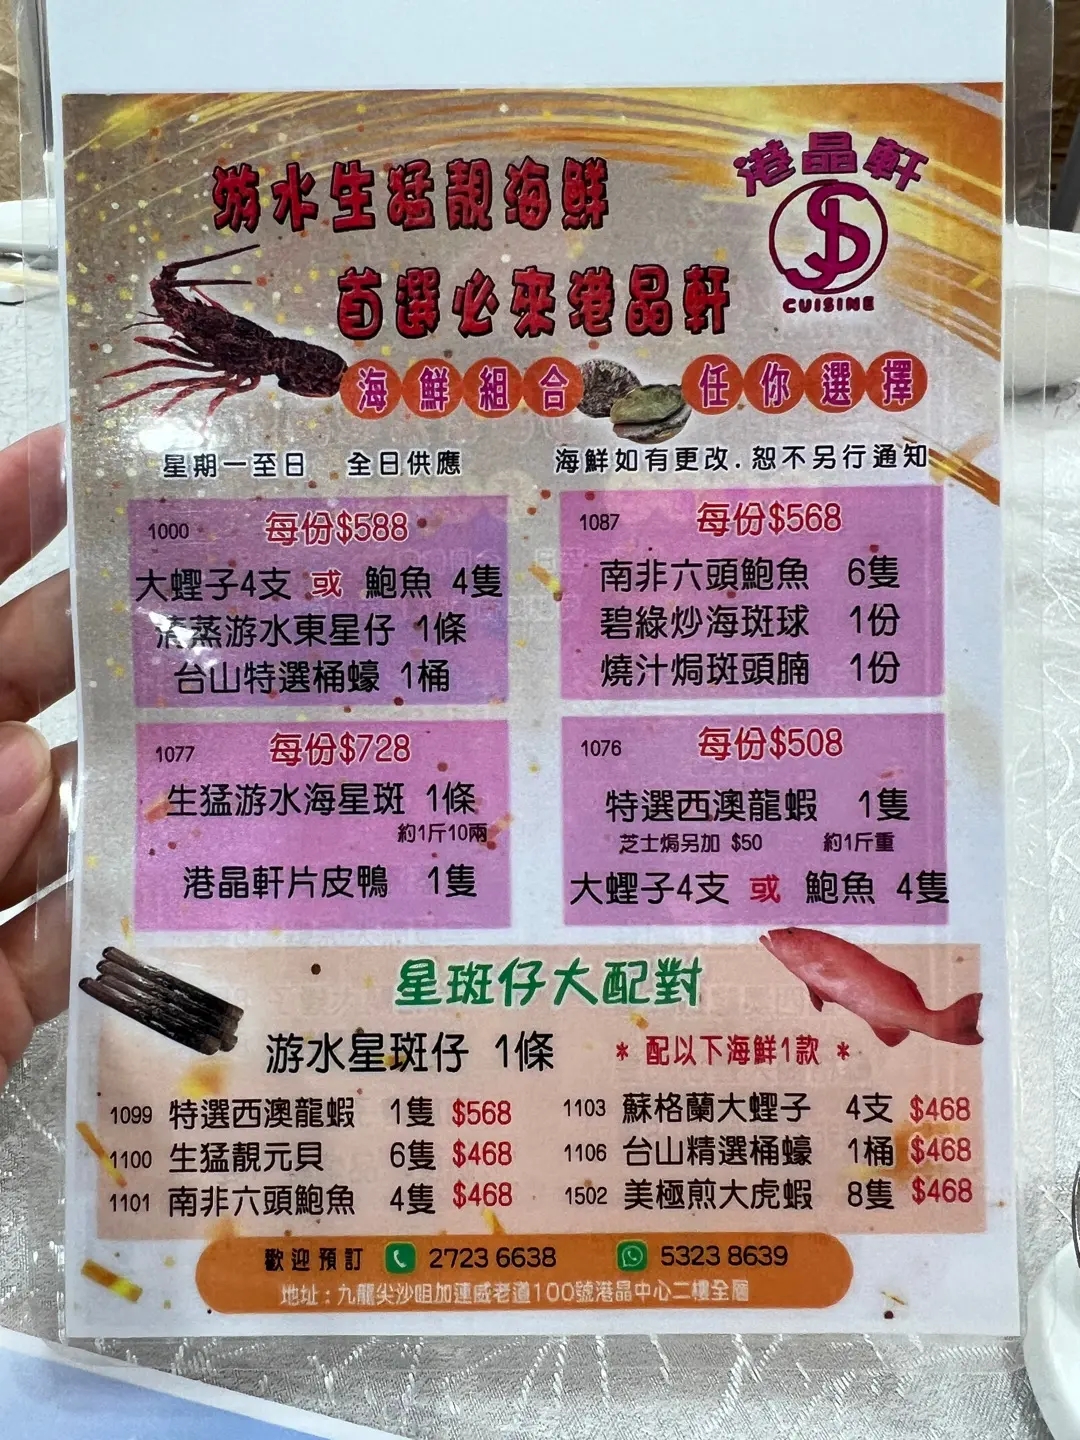 港晶軒
CUISINE
游水生猛靚海鮮
首選必來港晶軒
海鮮組合 任你選擇
星期一至日 全日供應
海鮮如有更改.恕不另行通知
1000 每份$588
大蟶子4支 或 鮑魚 4隻
清蒸游水東星仔 1條
台山特選桶蠔 1桶
1087 每份$568
南非六頭鮑魚 6隻
碧綠炒海斑球 1份
燒汁焗斑頭腩 1份
1077 每份$728
生猛游水海星斑 1條
約1斤10兩
港晶軒片皮鴨 1隻
1076 每份$508
特選西澳龍蝦 1隻
芝士焗另加 $50 約1斤重
大蟶子4支 或 鮑魚 4隻
星斑仔大配對
游水星斑仔 1條 * 配以下海鮮1款 *
1099 特選西澳龍蝦 1隻 $568
1100 生猛靚元貝 6隻 $468
1101 南非六頭鮑魚 4隻 $468
1103 蘇格蘭大蟶子 4支 $468
1106 台山精選桶蠔 1桶 $468
1502 美極煎大虎蝦 8隻 $468
歡迎預訂 2723 6638 5323 8639
地址：九龍尖沙咀加連威老道100號港晶中心二樓全層